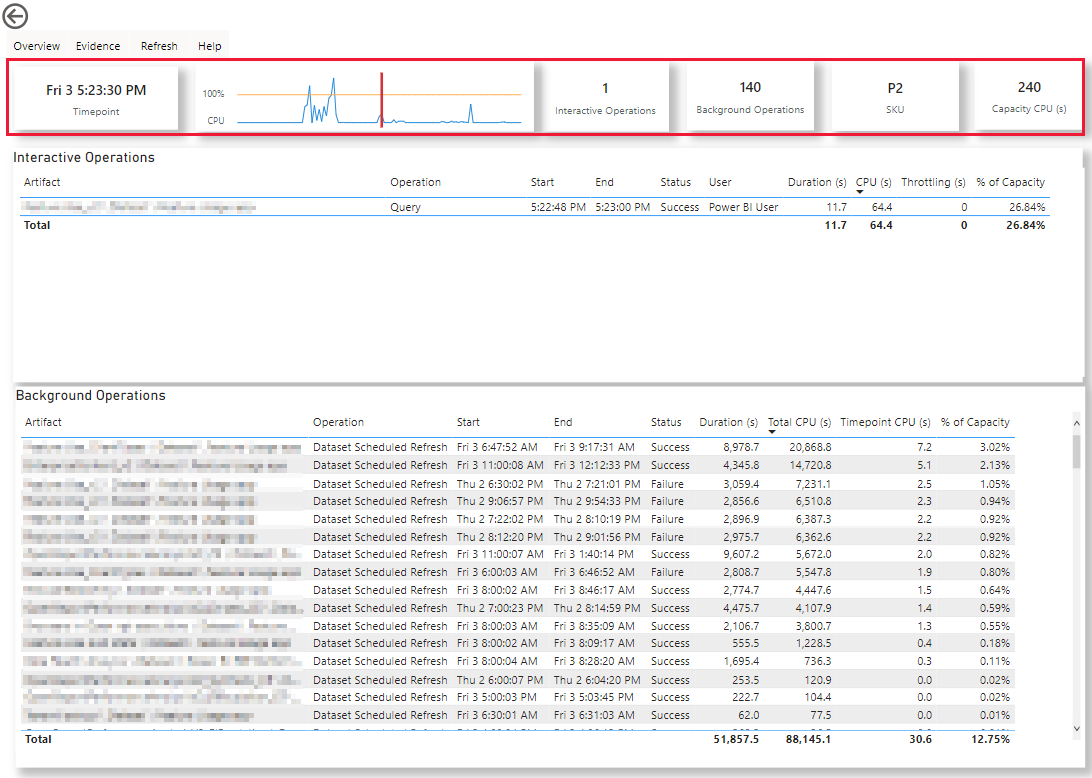 Overview Evidence Refresh Help
Fri 3 5:23:30 PM
Timepoint
100%
CPU
1
Interactive Operations
140
Background Operations
P2
SKU
240
Capacity CPU (s)
Interactive Operations
Artifact Operation Start End Status User Duration (s) CPU (s) Throttling (s) % of Capacity
Query 5:22:48 PM 5:23:00 PM Success Power BI User 11.7 64.4 0 26.84%
Total 11.7 64.4 0 26.84%
Background Operations
Artifact Operation Start End Status Duration (s) Total CPU (s) Timepoint CPU (s) % of Capacity
Dataset Scheduled Refresh Fri 3 6:47:52 AM Fri 3 9:17:31 AM Success 8,978.7 20,868.8 7.2 3.02%
Dataset Scheduled Refresh Fri 3 11:00:08 AM Fri 3 12:12:33 PM Success 4,345.8 14,720.8 5.1 2.13%
Dataset Scheduled Refresh Thu 2 6:30:02 PM Thu 2 7:21:01 PM Failure 3,059.4 7,231.1 2.5 1.05%
Dataset Scheduled Refresh Thu 2 9:06:57 PM Thu 2 9:54:33 PM Failure 2,856.6 6,510.8 2.3 0.94%
Dataset Scheduled Refresh Thu 2 7:22:02 PM Thu 2 8:10:19 PM Failure 2,896.9 6,387.3 2.2 0.92%
Dataset Scheduled Refresh Thu 2 8:12:20 PM Thu 2 9:01:56 PM Failure 2,975.7 6,362.6 2.2 0.92%
Dataset Scheduled Refresh Fri 3 11:00:07 AM Fri 3 1:40:14 PM Success 9,607.2 5,672.0 2.0 0.82%
Dataset Scheduled Refresh Fri 3 6:00:03 AM Fri 3 6:46:52 AM Failure 2,808.7 5,547.8 1.9 0.80%
Dataset Scheduled Refresh Fri 3 8:00:02 AM Fri 3 8:46:17 AM Success 2,774.7 4,447.6 1.5 0.64%
Dataset Scheduled Refresh Thu 2 7:00:23 PM Thu 2 8:14:59 PM Success 4,475.7 4,107.9 1.4 0.59%
Dataset Scheduled Refresh Fri 3 8:00:03 AM Fri 3 8:35:09 AM Success 2,106.7 3,800.7 1.3 0.55%
Dataset Scheduled Refresh Fri 3 8:00:02 AM Fri 3 8:09:17 AM Success 555.5 1,228.5 0.4 0.18%
Dataset Scheduled Refresh Fri 3 8:00:04 AM Fri 3 8:28:20 AM Success 1,695.4 736.3 0.3 0.11%
Dataset Scheduled Refresh Thu 2 6:00:07 PM Thu 2 6:04:20 PM Success 253.5 120.9 0.0 0.02%
Dataset Scheduled Refresh Fri 3 5:00:03 PM Fri 3 5:03:45 PM Success 222.7 104.4 0.0 0.02%
Dataset Scheduled Refresh Fri 3 6:30:01 AM Fri 3 6:31:03 AM Success 62.0 77.5 0.0 0.01%
Total 51,857.5 88,145.1 30.6 12.75%